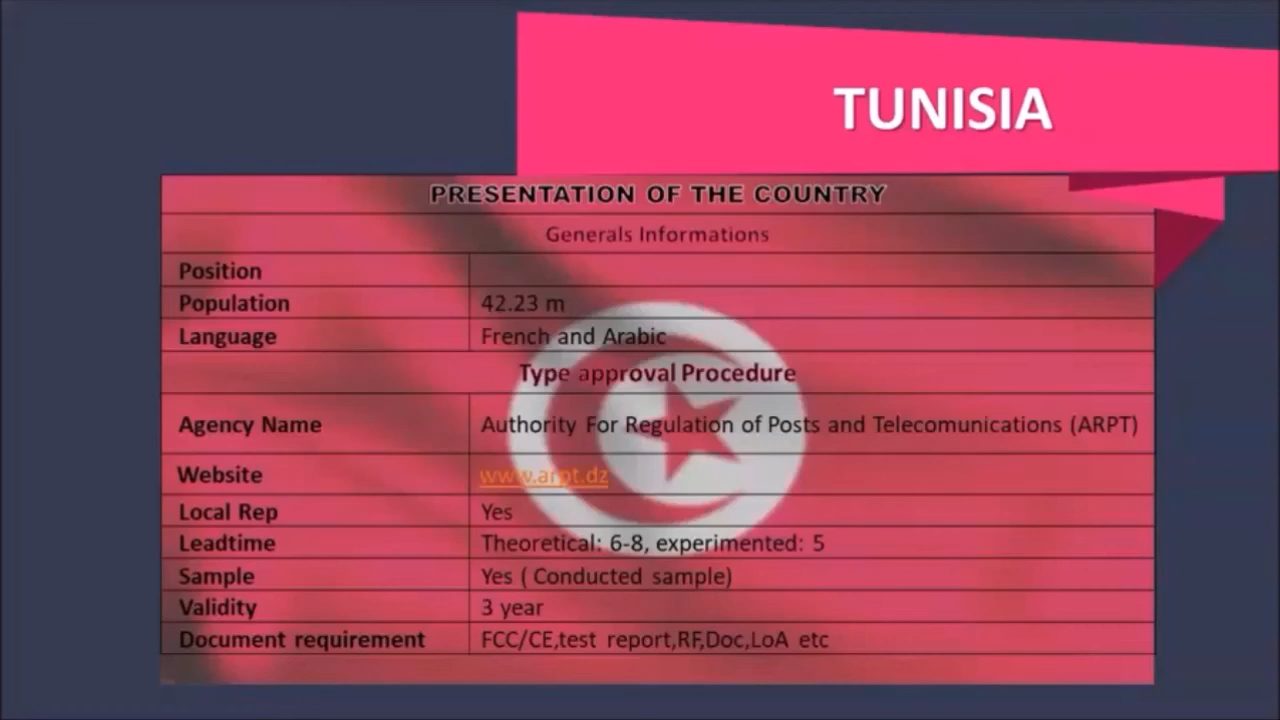 TUNISIA
PRESENTATION OF THE COUNTRY
Generals Informations
Position
Population 42.23 m
Language French and Arabic
Type approval Procedure
Agency Name Authority For Regulation of Posts and Telecomunications (ARPT)
Website www.arpt.dz
Local Rep Yes
Leadtime Theoretical: 6-8, experimented: 5
Sample Yes ( Conducted sample)
Validity 3 year
Document requirement FCC/CE,test report,RF,Doc,LoA etc